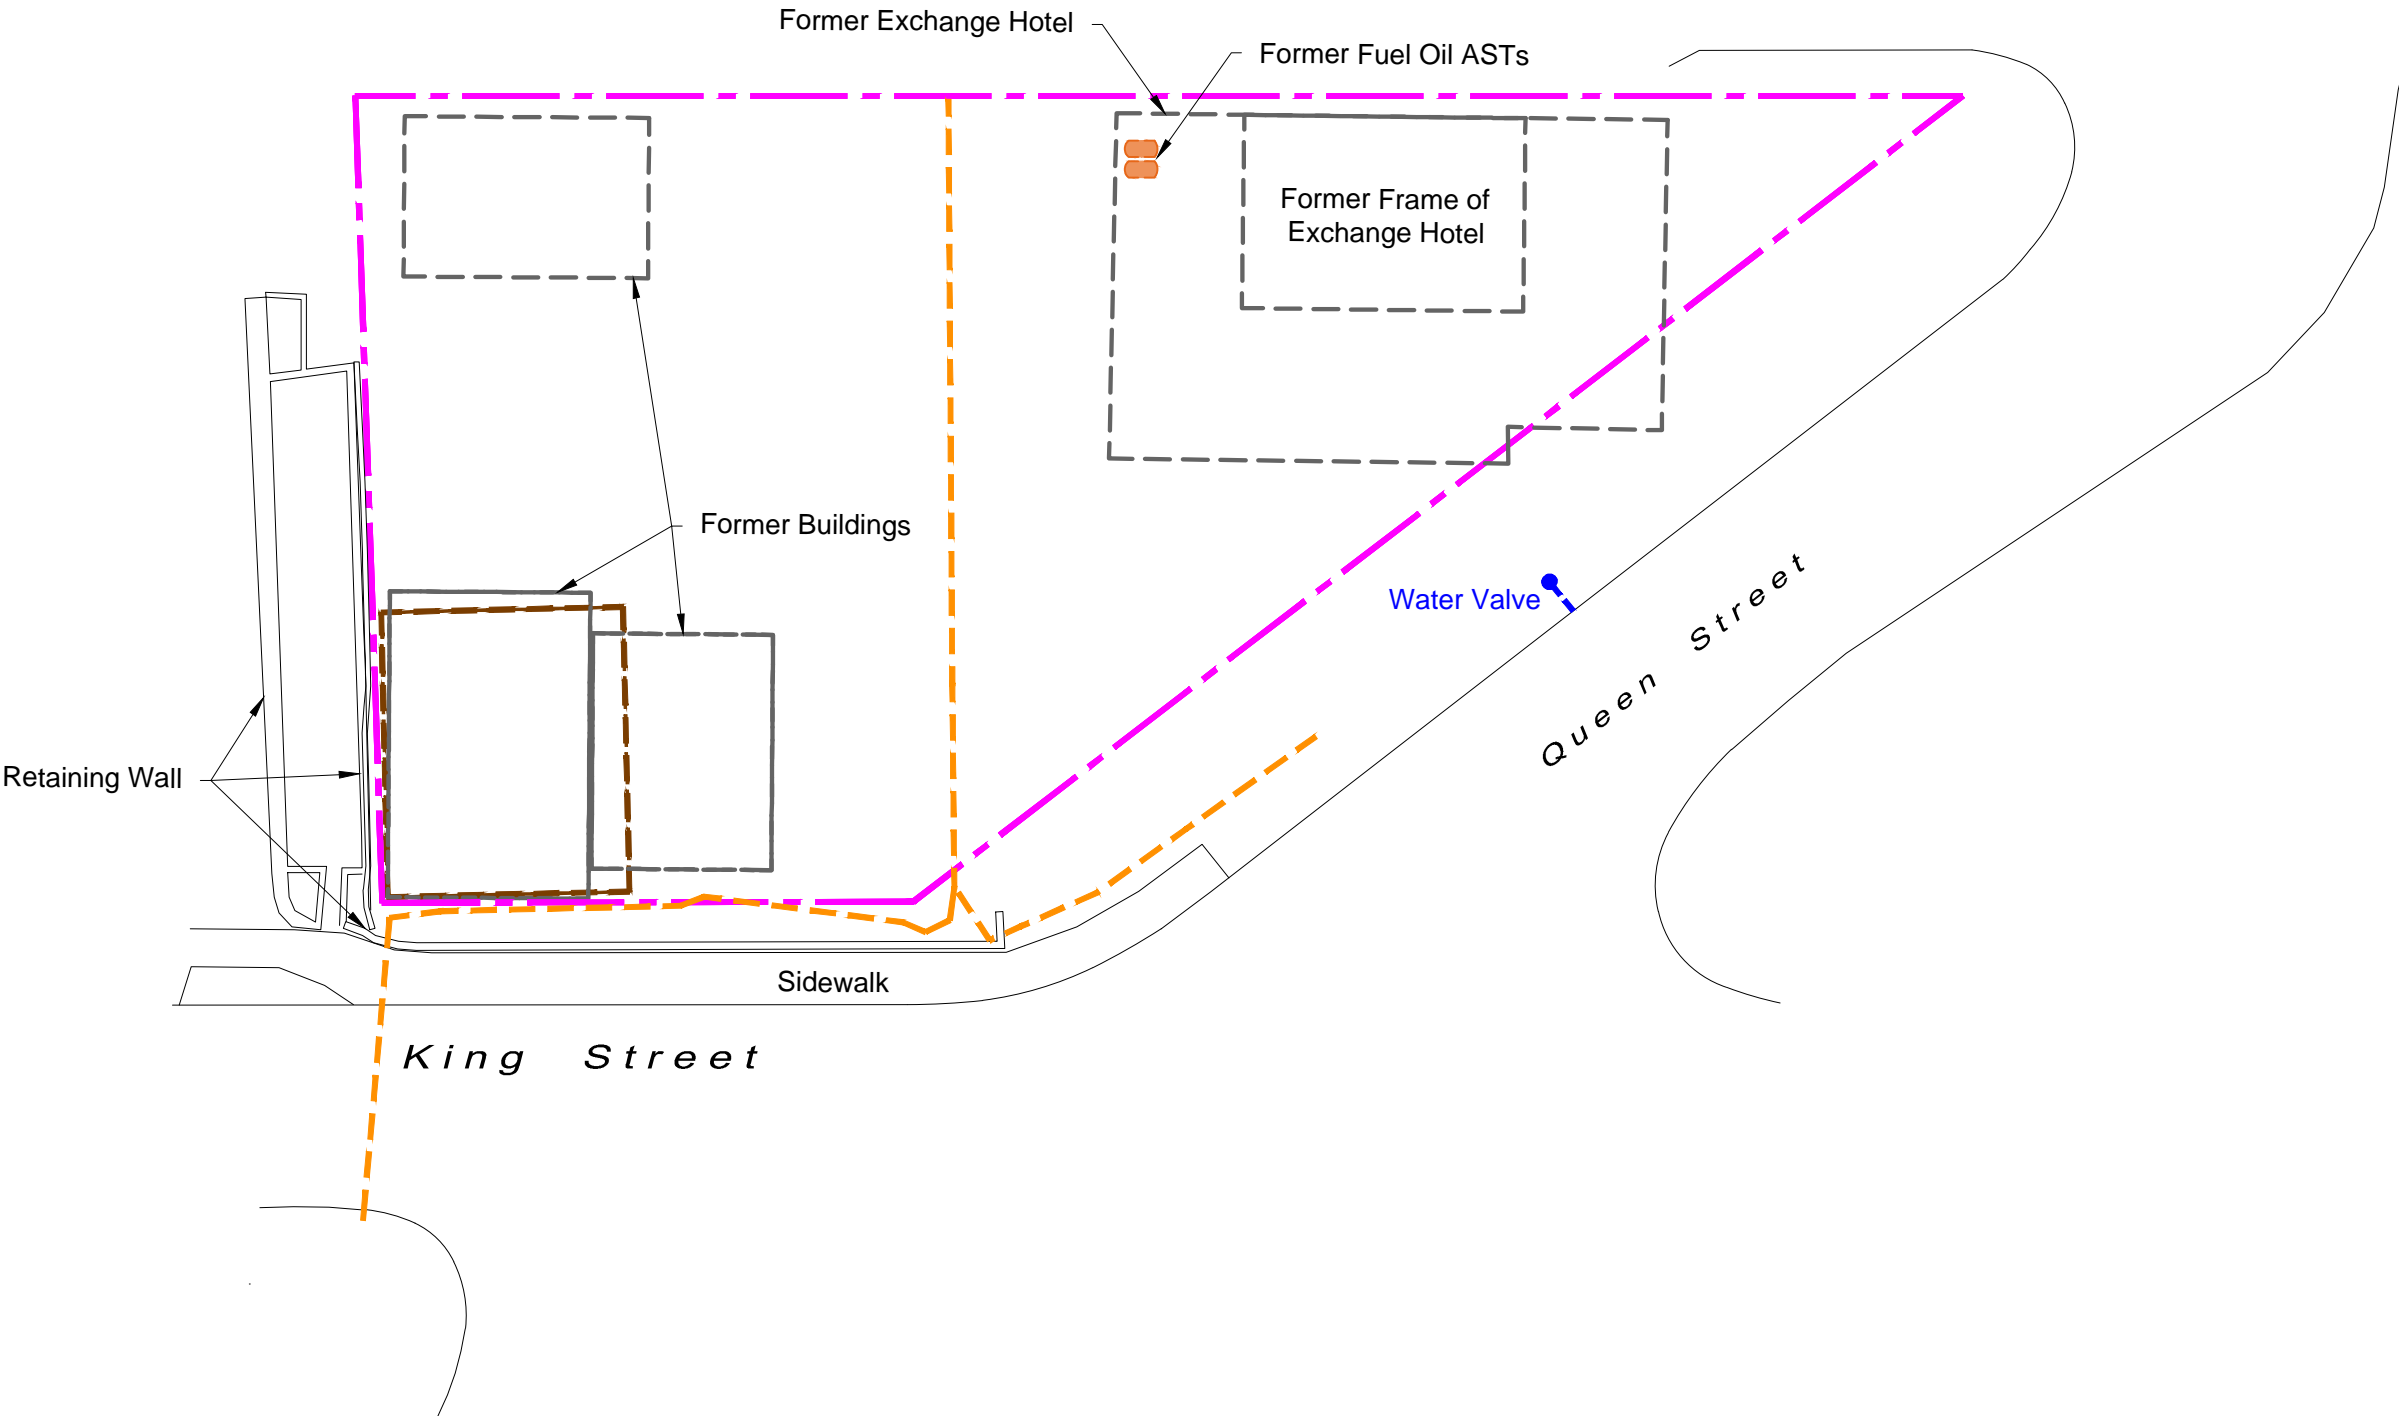 Former Exchange Hotel
Former Fuel Oil ASTs
Former Frame of
Exchange Hotel
Former Buildings
Water Valve
Queen Street
Retaining Wall
Sidewalk
King Street